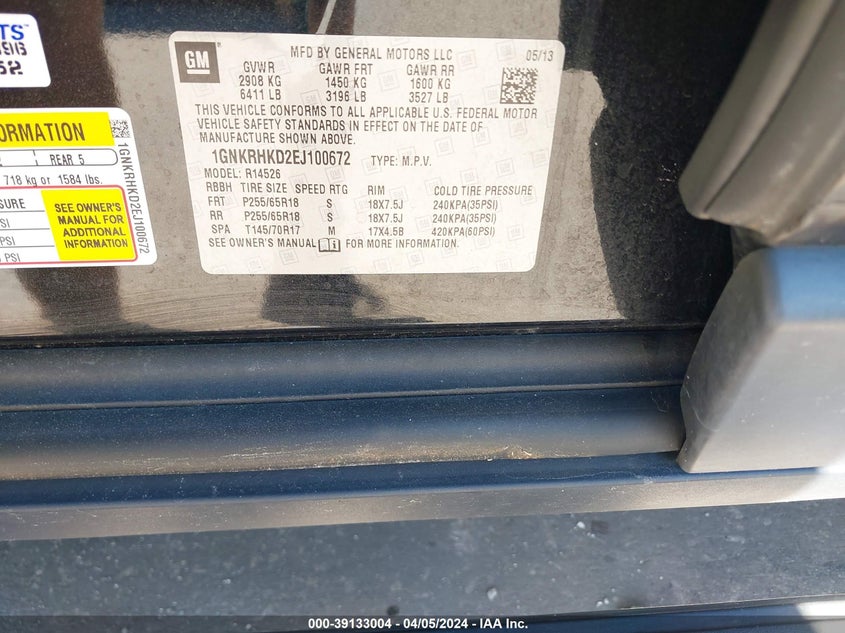 TS™
GM
MFD BY GENERAL MOTORS LLC 05/13
GVWR GAWR FRT GAWR RR
2908 KG 1450 KG 1600 KG
6411 LB 3196 LB 3527 LB
THIS VEHICLE CONFORMS TO ALL APPLICABLE U.S. FEDERAL MOTOR
VEHICLE SAFETY STANDARDS IN EFFECT ON THE DATE OF
MANUFACTURE SHOWN ABOVE.
1GNKRHKD2EJ100672 TYPE: M.P.V.
MODEL: R14526
RBBH TIRE SIZE SPEED RTG RIM COLD TIRE PRESSURE
FRT P255/65R18 S 18X7.5J 240KPA(35PSI)
RR P255/65R18 S 18X7.5J 240KPA(35PSI)
SPA T145/70R17 M 17X4.5B 420KPA(60PSI)
SEE OWNER'S MANUAL FOR MORE INFORMATION.
ORMATION
REAR 5
718 kg or 1584 lbs.
SURE
SEE OWNER'S
MANUAL FOR
ADDITIONAL
INFORMATION
PSI
PSI
PSI
1GNKRHKD2EJ100672
000-39133004 - 04/05/2024 - IAA Inc.